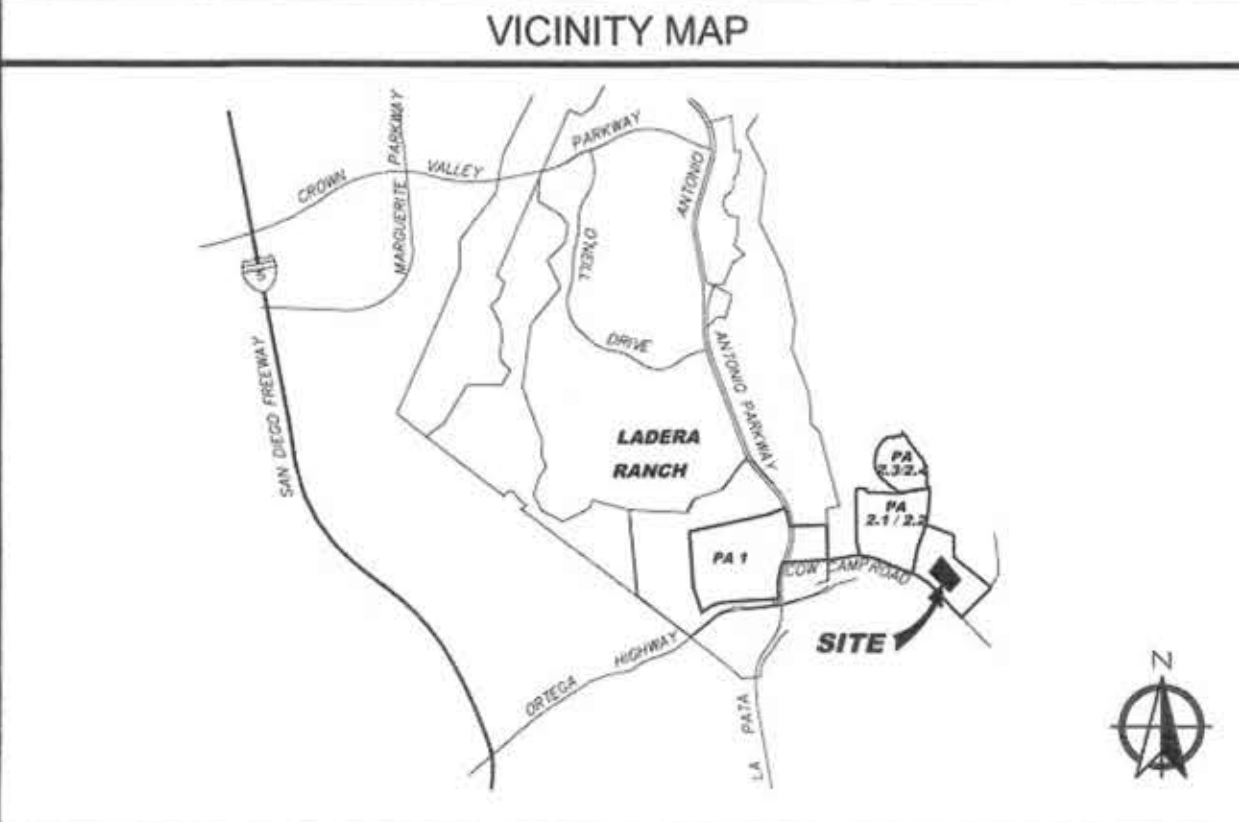 VICINITY MAP
CROWN VALLEY PARKWAY
MARGUERITE PARKWAY
ANTONIO
O'NEILL
DRIVE
5
SAN DIEGO FREEWAY
ANTONIO PARKWAY
LADERA
RANCH
PA
2.3/2.4
PA
2.1 / 2.2
PA 1
COW CAMP ROAD
SITE
ORTEGA HIGHWAY
LA PATA
N